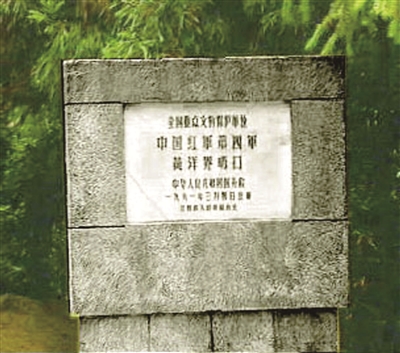 全国重点文物保护单位
中国红军第四军
黄洋界哨口
中华人民共和国国务院
一九六一年三月四日公布